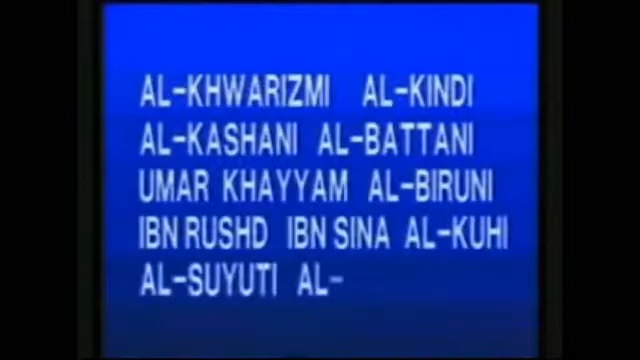 AL-KHWARIZMI AL-KINDI
AL-KASHANI AL-BATTANI
UMAR KHAYYAM AL-BIRUNI
IBN RUSHD IBN SINA AL-KUHI
AL-SUYUTI AL-